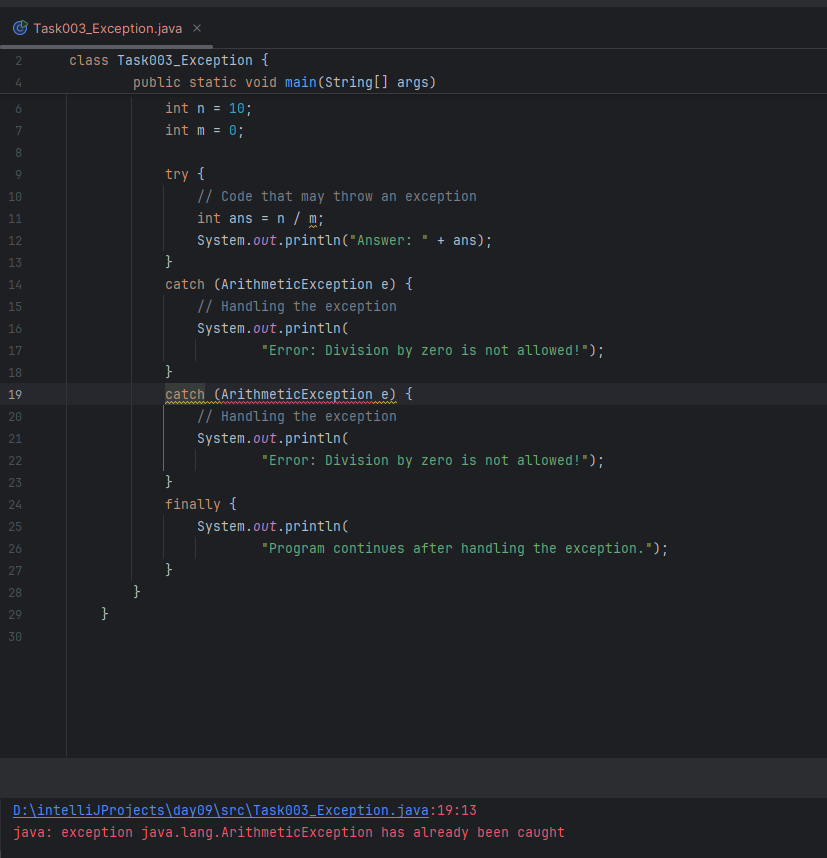 Task003_Exception.java ×
2 class Task003_Exception {
4 public static void main(String[] args)
6 int n = 10;
7 int m = 0;
8
9 try {
10 // Code that may throw an exception
11 int ans = n / m;
12 System.out.println("Answer: " + ans);
13 }
14 catch (ArithmeticException e) {
15 // Handling the exception
16 System.out.println(
17 "Error: Division by zero is not allowed!");
18 }
19 catch (ArithmeticException e) {
20 // Handling the exception
21 System.out.println(
22 "Error: Division by zero is not allowed!");
23 }
24 finally {
25 System.out.println(
26 "Program continues after handling the exception.");
27 }
28 }
29 }
30
D:\intelliJProjects\day09\src\Task003_Exception.java:19:13
java: exception java.lang.ArithmeticException has already been caught